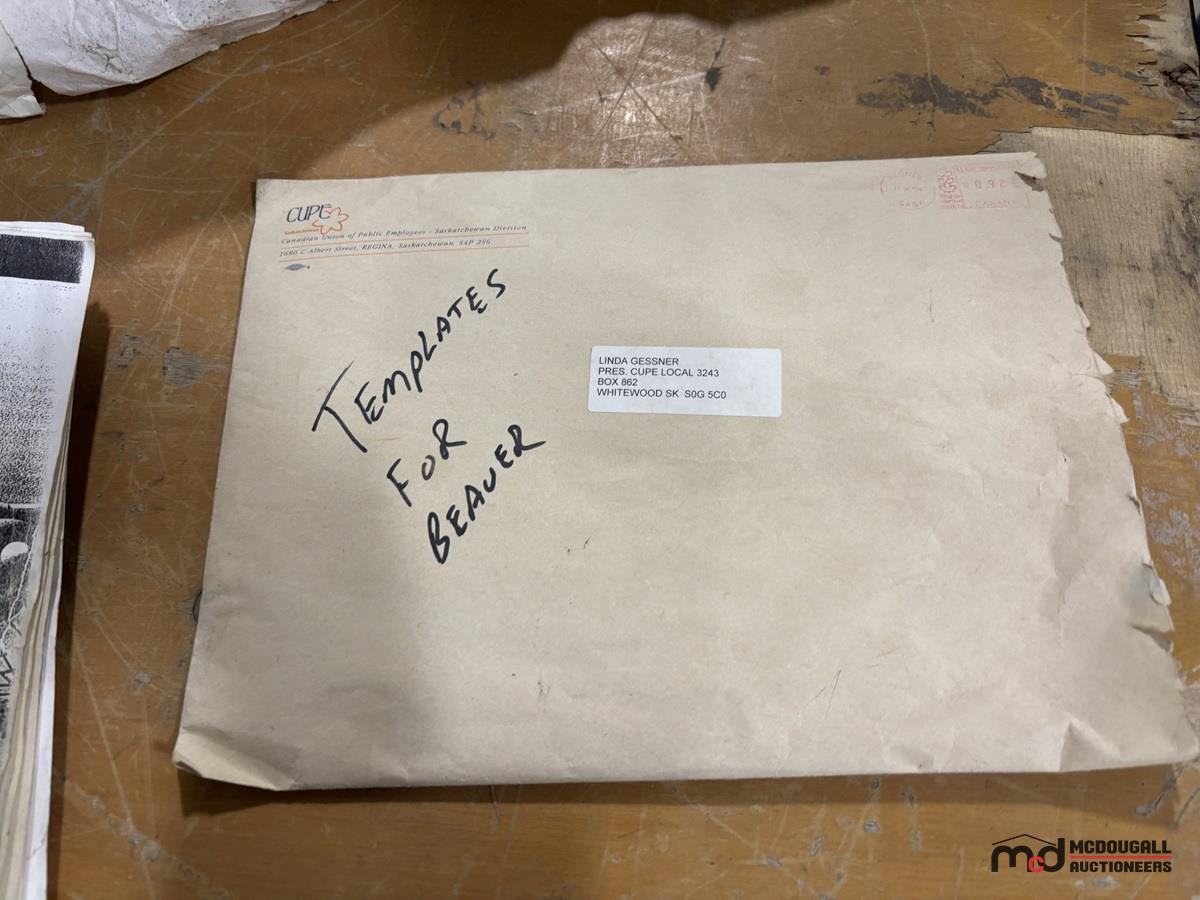 CUPE
Saskatchewan
Canadian Union of Public Employees - Saskatchewan Division
1680 C Albert Street, REGINA, Saskatchewan S4P 2S6
CANADA
TEMPLATES
FOR
BEAVER
LINDA GESSNER
PRES. CUPE LOCAL 3243
BOX 862
WHITEWOOD SK S0G 5C0
mcd MCDOUGALL
AUCTIONEERS